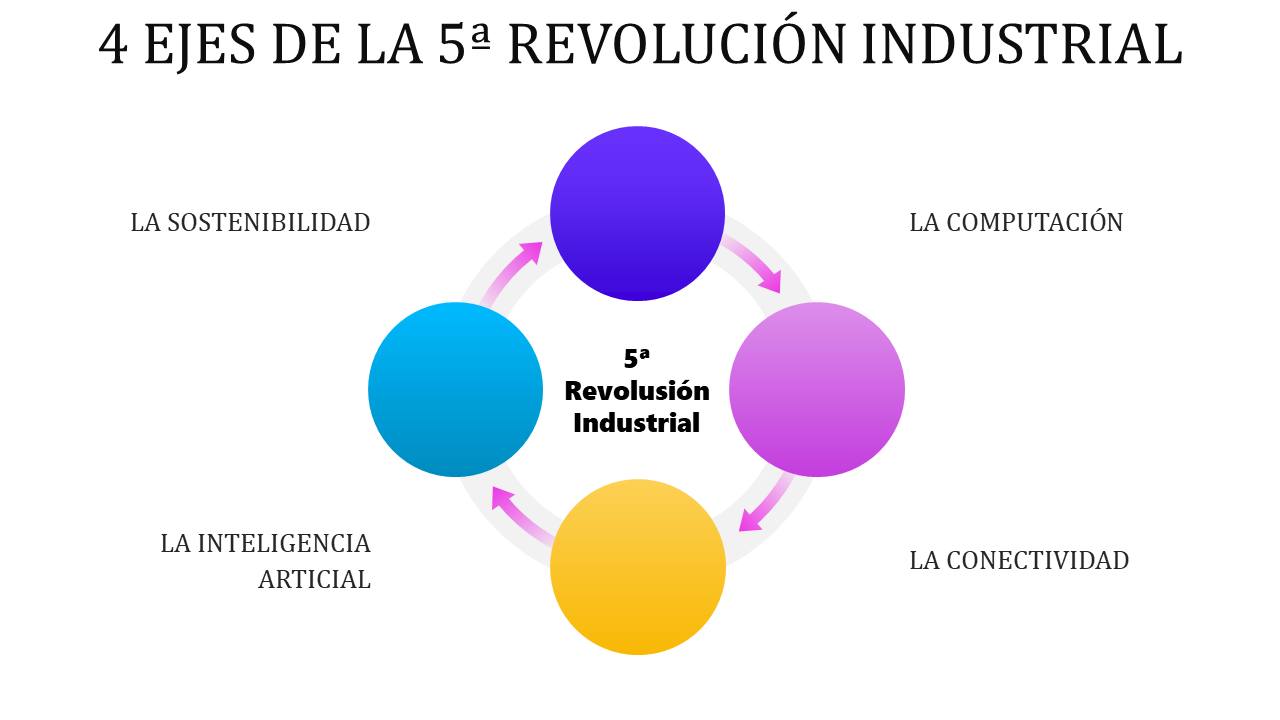 4 EJES DE LA 5ª REVOLUCIÓN INDUSTRIAL
LA SOSTENIBILIDAD
LA COMPUTACIÓN
5ª
Revolusión
Industrial
LA INTELIGENCIA
ARTICIAL
LA CONECTIVIDAD